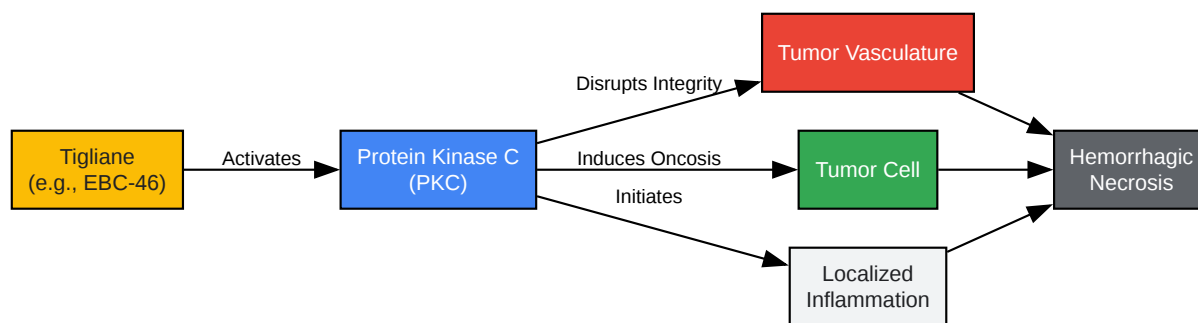 Tigliane
(e.g., EBC-46)
Activates
Protein Kinase C
(PKC)
Disrupts Integrity
Induces Oncosis
Initiates
Tumor Vasculature
Tumor Cell
Localized
Inflammation
Hemorrhagic
Necrosis